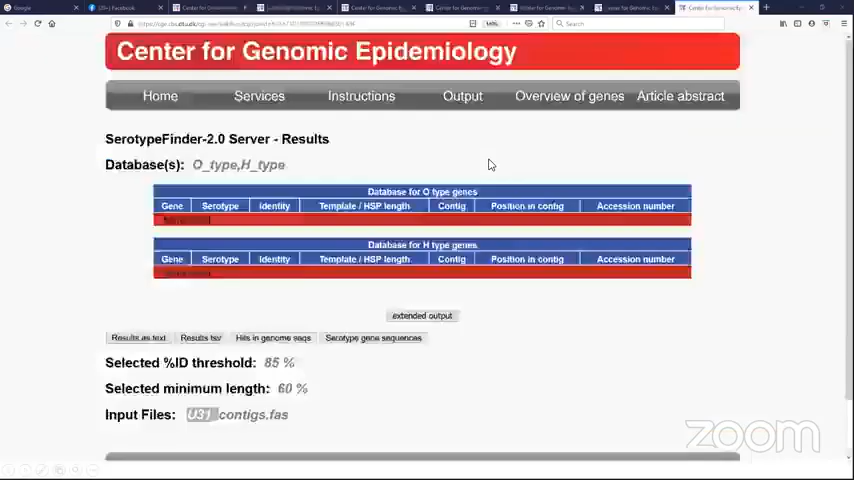 Google
Facebook
Search
Center for Genomic Epidemiology
Home Services Instructions Output Overview of genes Article abstract
SerotypeFinder-2.0 Server - Results
Database(s): O_type,H_type
Database for O type genes
Gene Serotype Identity Template / HSP length Contig Position in contig Accession number
Database for H type genes
Gene Serotype Identity Template / HSP length Contig Position in contig Accession number
extended output
Results as text Results tsv Hits in genome seqs Serotype gene sequences
Selected %ID threshold: 85 %
Selected minimum length: 60 %
Input Files: U31 contigs.fas
zoom